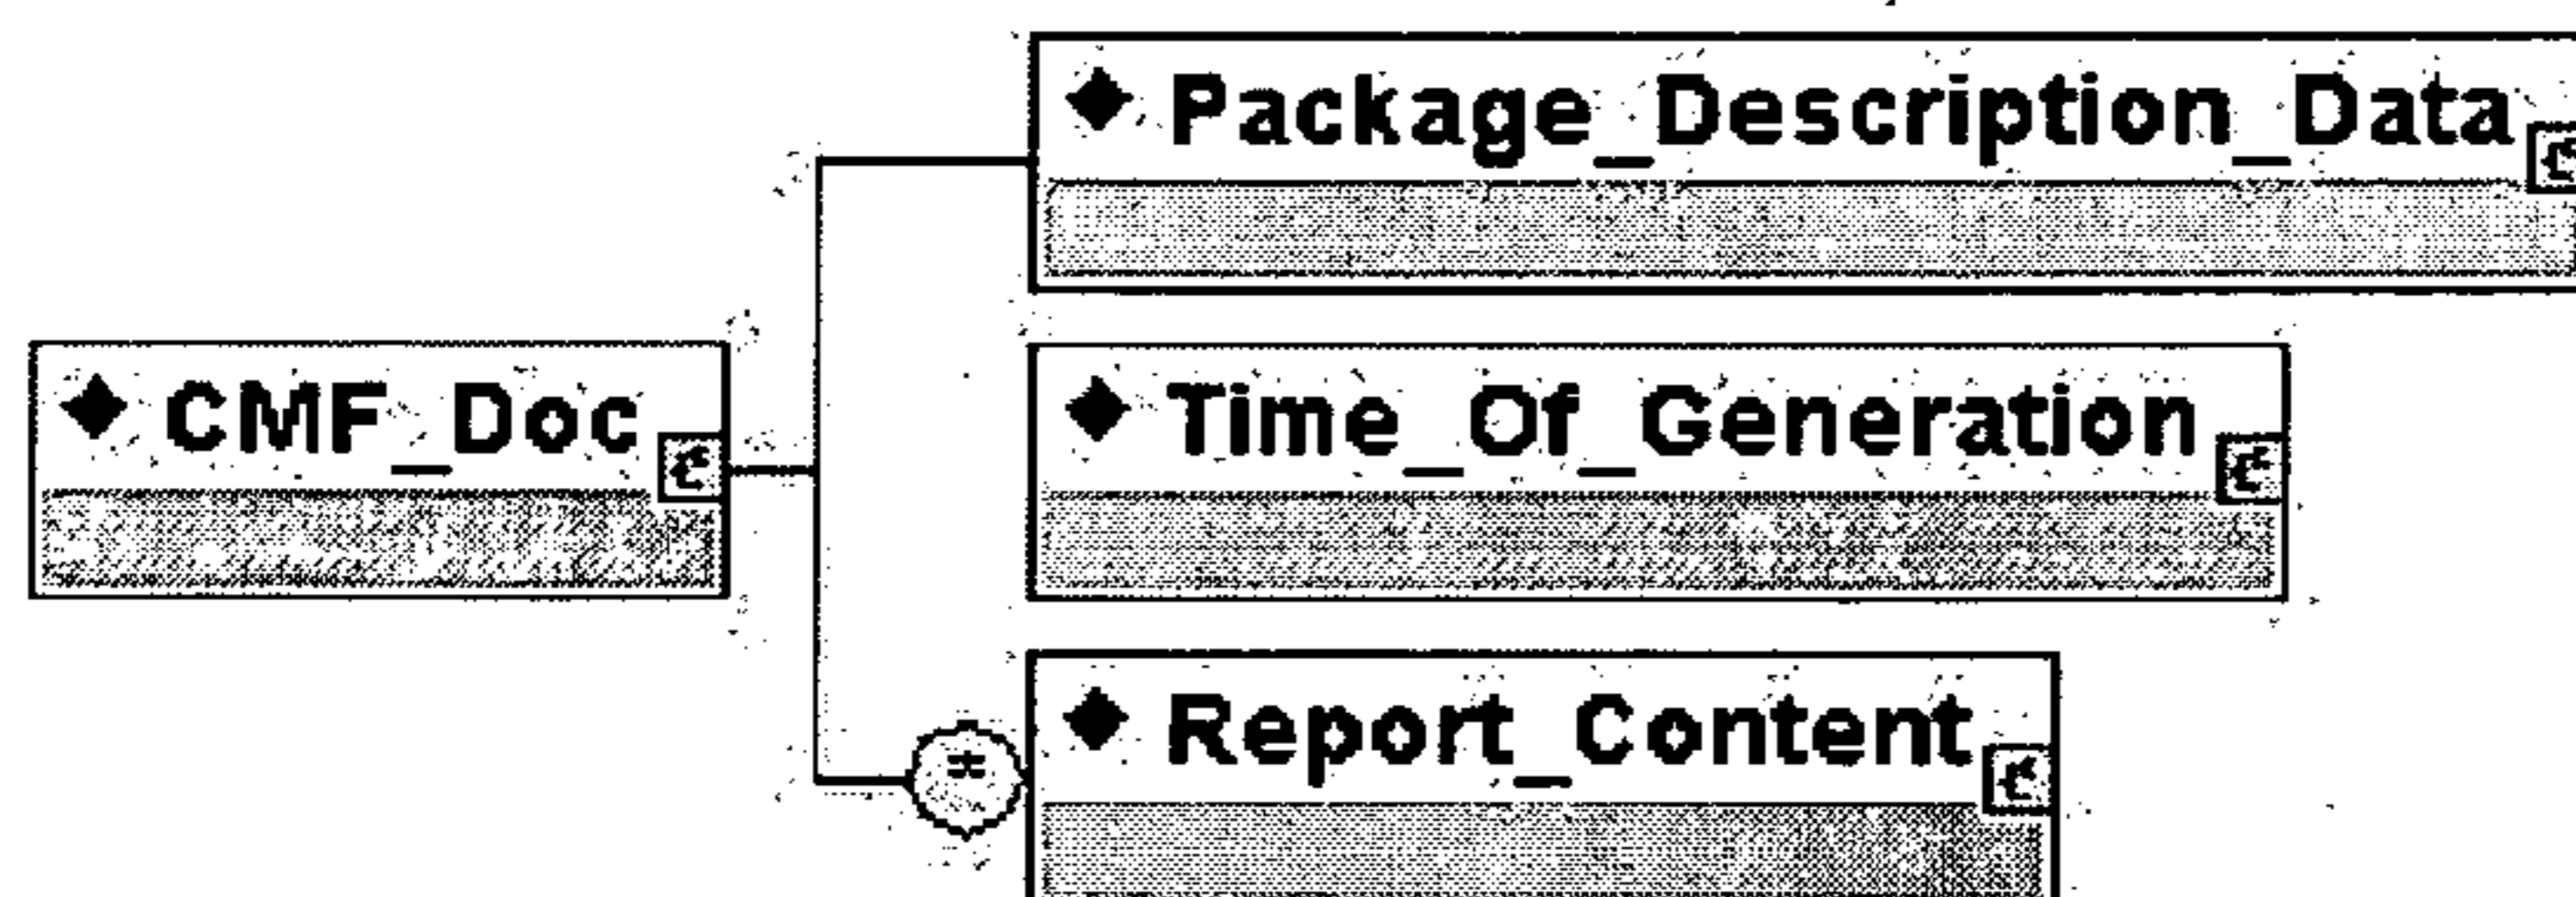 Package_Description_Data
CMF_Doc
Time_Of_Generation
Report_Content